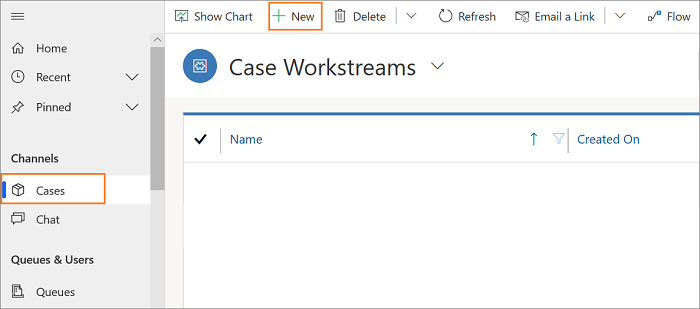 Show Chart
New
Delete
Refresh
Email a Link
Flow
Home
Recent
Pinned
Channels
Cases
Chat
Queues & Users
Queues
Case Workstreams
Name
Created On